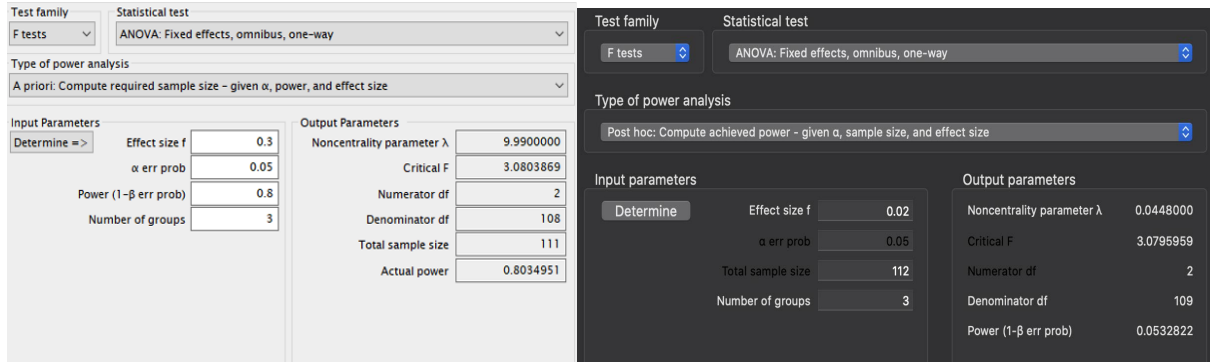 Test family Statistical test
F tests ANOVA: Fixed effects, omnibus, one-way
Type of power analysis
A priori: Compute required sample size - given α, power, and effect size
Input Parameters Output Parameters
Determine => Effect size f 0.3 Noncentrality parameter λ 9.9900000
α err prob 0.05 Critical F 3.0803869
Power (1-β err prob) 0.8 Numerator df 2
Number of groups 3 Denominator df 108
Total sample size 111
Actual power 0.8034951
Test family Statistical test
F tests ANOVA: Fixed effects, omnibus, one-way
Type of power analysis
Post hoc: Compute achieved power - given α, sample size, and effect size
Input parameters Output parameters
Determine Effect size f 0.02 Noncentrality parameter λ 0.0448000
α err prob 0.05 Critical F 3.0795959
Total sample size 112 Numerator df 2
Number of groups 3 Denominator df 109
Power (1-β err prob) 0.0532822